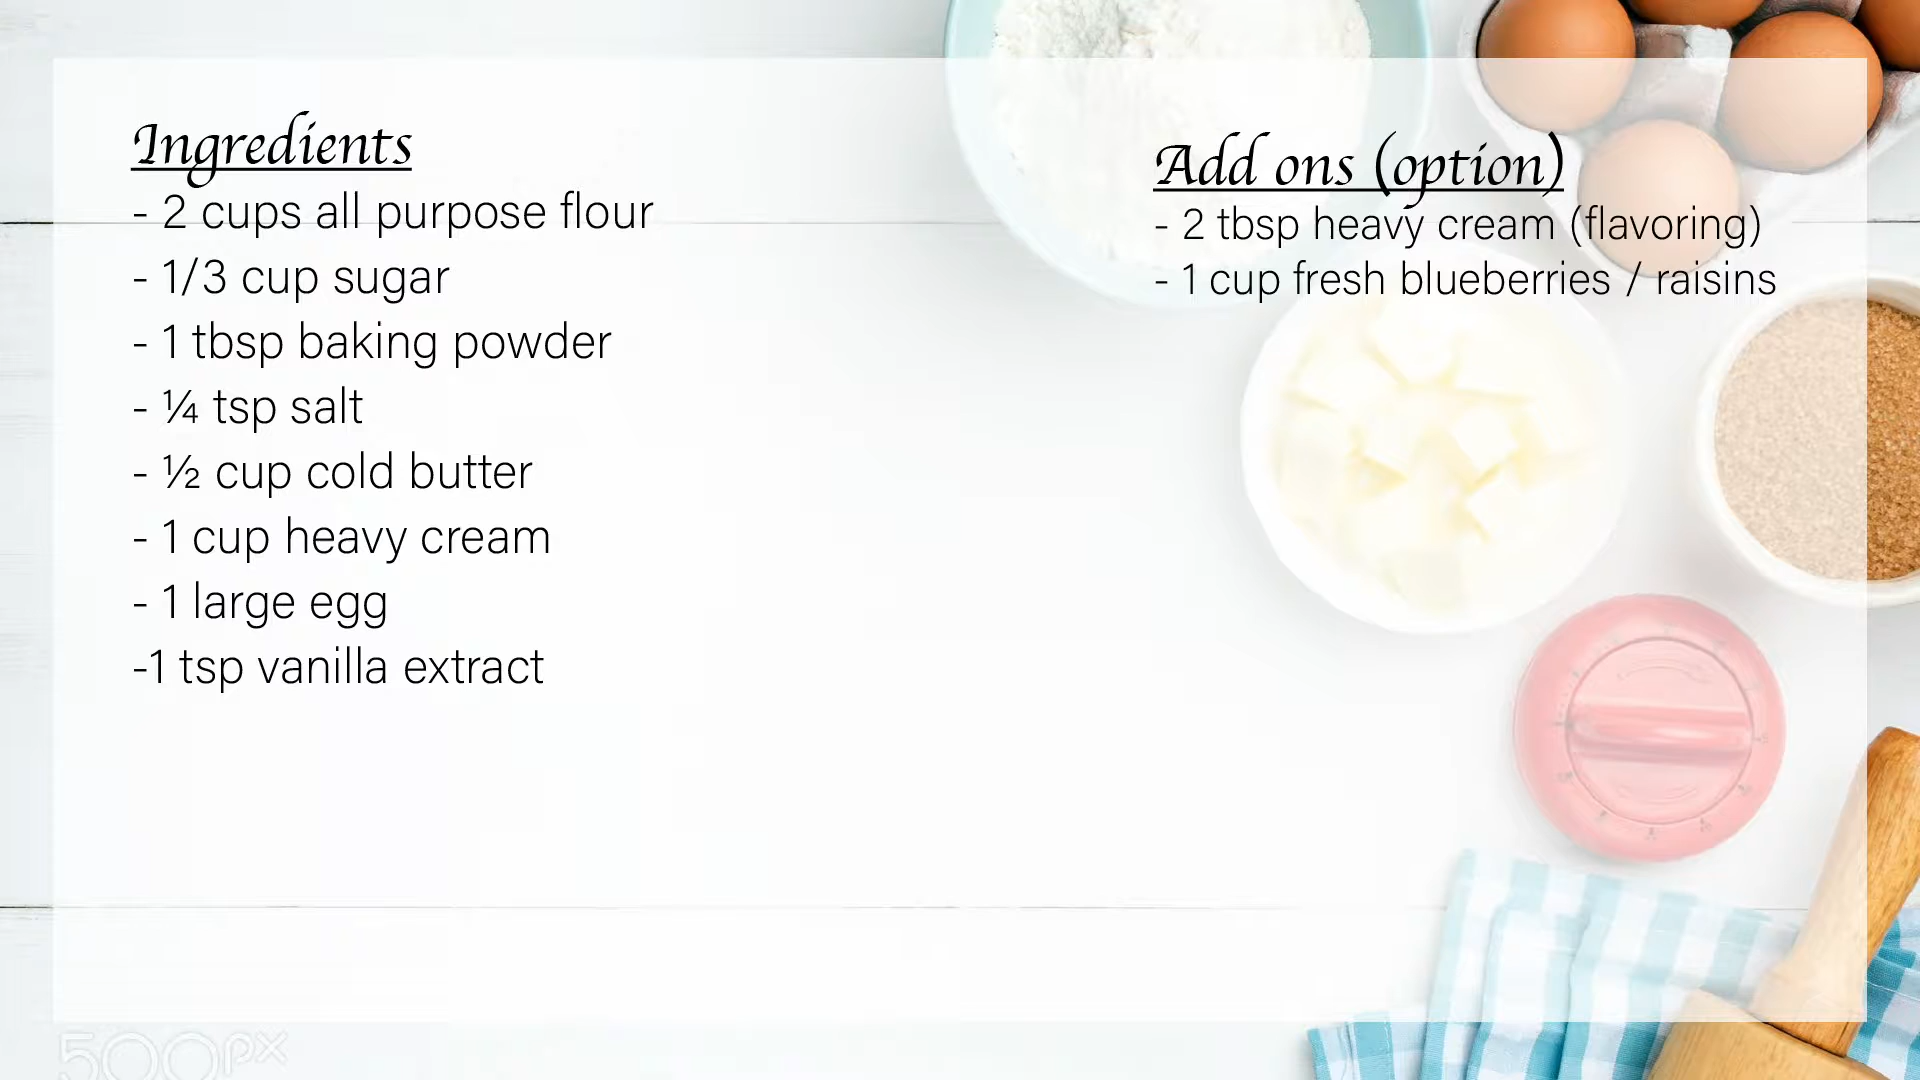 Ingredients
- 2 cups all purpose flour
- 1/3 cup sugar
- 1 tbsp baking powder
- ¼ tsp salt
- ½ cup cold butter
- 1 cup heavy cream
- 1 large egg
-1 tsp vanilla extract
Add ons (option)
- 2 tbsp heavy cream (flavoring)
- 1 cup fresh blueberries / raisins
500px